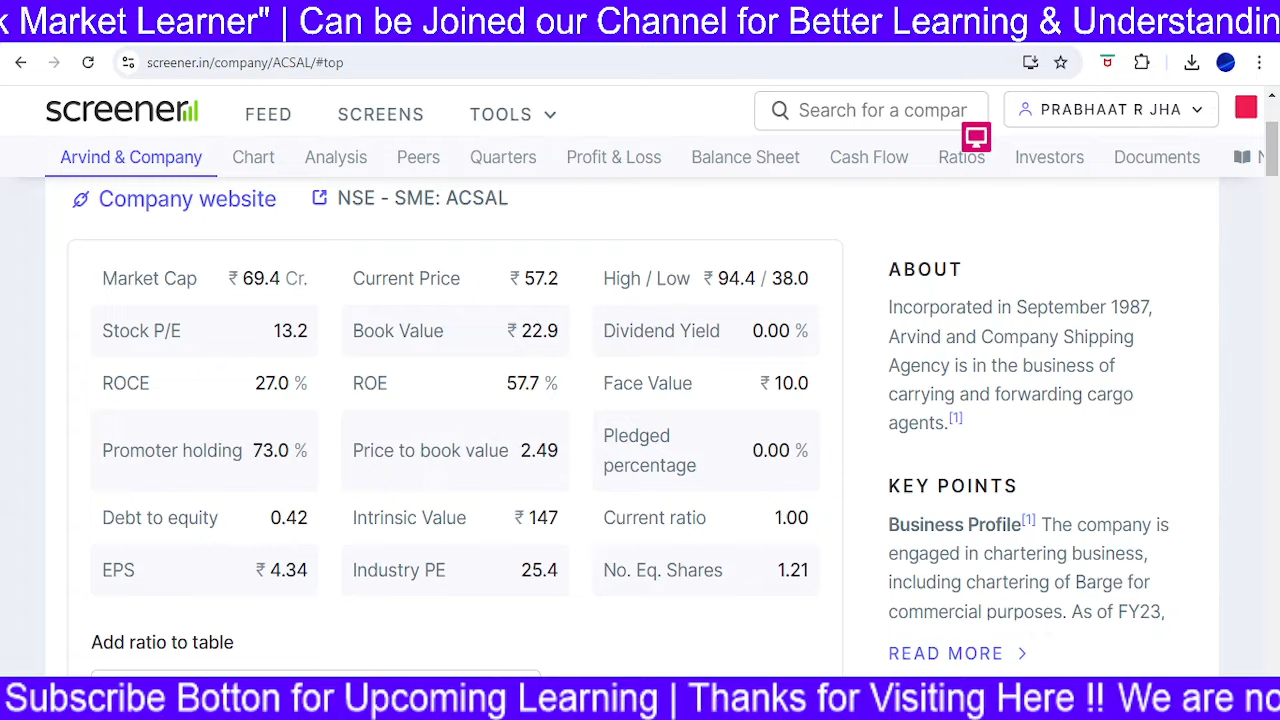 k Market Learner" | Can be Joined our Channel for Better Learning & Understandin
screener.in/company/ACSAL/#top
screener FEED SCREENS TOOLS Search for a compar PRABHAAT R JHA
Arvind & Company Chart Analysis Peers Quarters Profit & Loss Balance Sheet Cash Flow Ratios Investors Documents N
Company website NSE - SME: ACSAL
Market Cap ₹ 69.4 Cr. Current Price ₹ 57.2 High / Low ₹ 94.4 / 38.0
Stock P/E 13.2 Book Value ₹ 22.9 Dividend Yield 0.00 %
ROCE 27.0 % ROE 57.7 % Face Value ₹ 10.0
Promoter holding 73.0 % Price to book value 2.49 Pledged percentage 0.00 %
Debt to equity 0.42 Intrinsic Value ₹ 147 Current ratio 1.00
EPS ₹ 4.34 Industry PE 25.4 No. Eq. Shares 1.21
Add ratio to table
ABOUT
Incorporated in September 1987,
Arvind and Company Shipping
Agency is in the business of
carrying and forwarding cargo
agents.[1]
KEY POINTS
Business Profile[1] The company is
engaged in chartering business,
including chartering of Barge for
commercial purposes. As of FY23,
READ MORE
Subscribe Botton for Upcoming Learning | Thanks for Visiting Here !! We are no